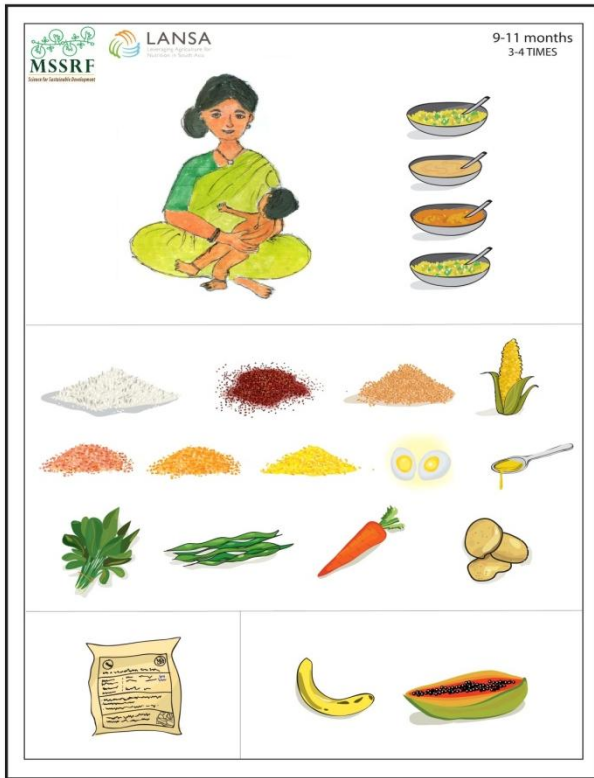 MSSRF
Science for Sustainable Development
LANSA
Leveraging Agriculture for
Nutrition in South Asia
9-11 months
3-4 TIMES